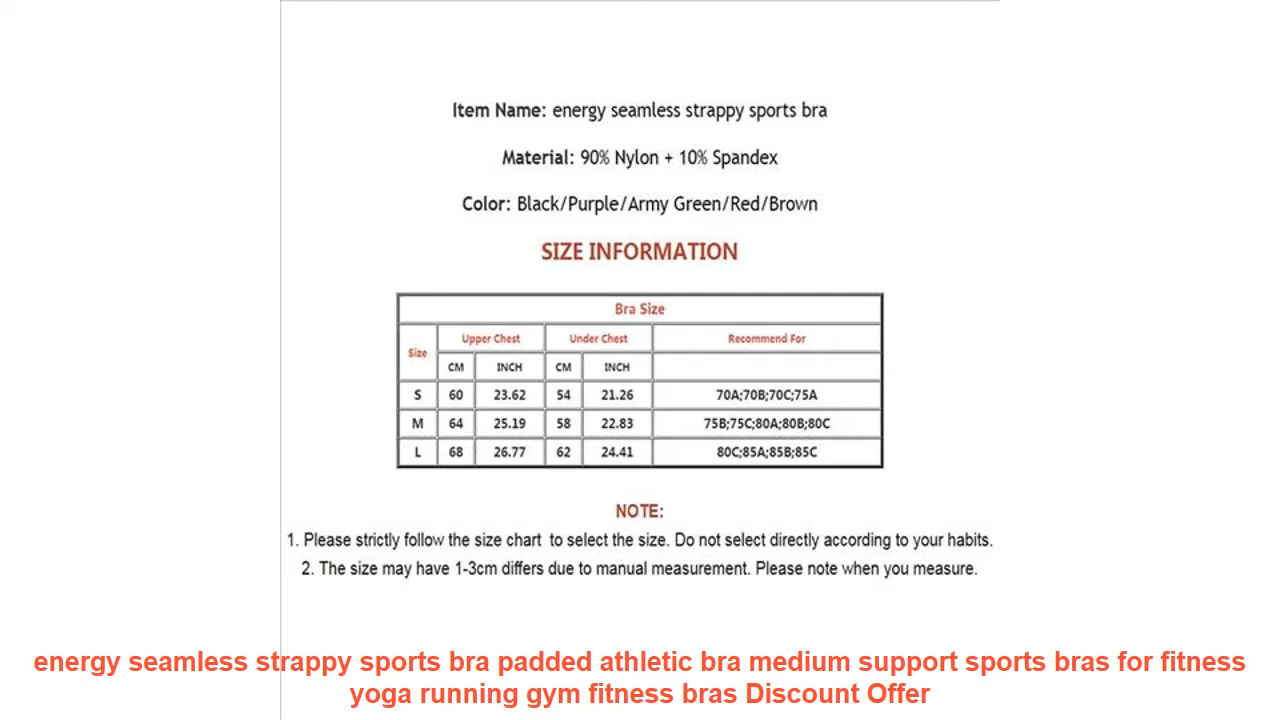 Item Name: energy seamless strappy sports bra
Material: 90% Nylon + 10% Spandex
Color: Black/Purple/Army Green/Red/Brown
SIZE INFORMATION
Bra Size
Size Upper Chest Under Chest Recommend For
CM INCH CM INCH
S 60 23.62 54 21.26 70A;70B;70C;75A
M 64 25.19 58 22.83 75B;75C;80A;80B;80C
L 68 26.77 62 24.41 80C;85A;85B;85C
NOTE:
1. Please strictly follow the size chart to select the size. Do not select directly according to your habits.
2. The size may have 1-3cm differs due to manual measurement. Please note when you measure.
energy seamless strappy sports bra padded athletic bra medium support sports bras for fitness
yoga running gym fitness bras Discount Offer